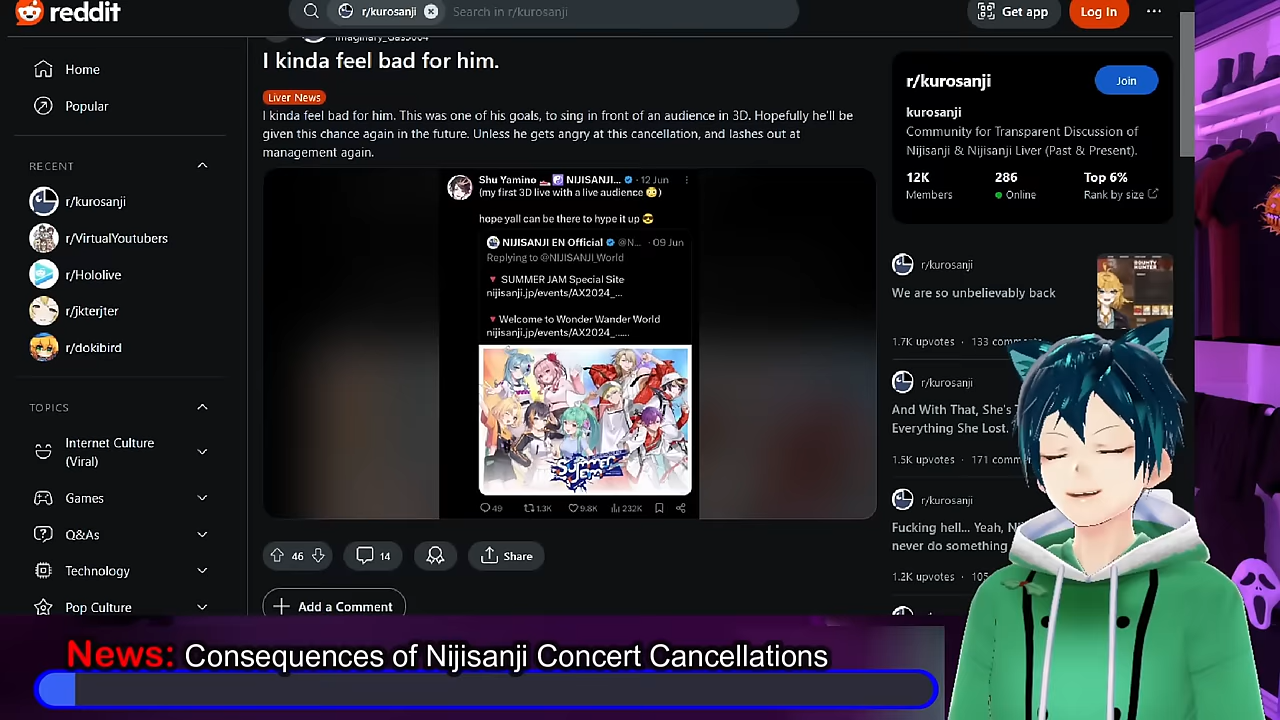 reddit
r/kurosanji
Search in r/kurosanji
Get app
Log In
Home
Popular
RECENT
r/kurosanji
r/VirtualYoutubers
r/Hololive
r/jkterjter
r/dokibird
TOPICS
Internet Culture
(Viral)
Games
Q&As
Technology
Pop Culture
I kinda feel bad for him.
Liver News
I kinda feel bad for him. This was one of his goals, to sing in front of an audience in 3D. Hopefully he'll be
given this chance again in the future. Unless he gets angry at this cancellation, and lashes out at
management again.
Shu Yamino NIJISANJI... · 12 Jun
(my first 3D live with a live audience 😳)
hope yall can be there to hype it up 😎
NIJISANJI EN Official @N... · 09 Jun
Replying to @NIJISANJI_World
🔻 SUMMER JAM Special Site
nijisanji.jp/events/AX2024_...
🔻Welcome to Wonder Wander World
nijisanji.jp/events/AX2024_......
Summer Jam
49 1.3K 9.8K 232K
46
14
Share
Add a Comment
r/kurosanji
Join
kurosanji
Community for Transparent Discussion of
Nijisanji & Nijisanji Liver (Past & Present).
12K 286 Top 6%
Members Online Rank by size
r/kurosanji
We are so unbelievably back
BOUNTY
HUNTER
1.7K upvotes · 133
r/kurosanji
And With That, She's
Everything She Lost.
1.5K upvotes · 171
r/kurosanji
Fucking hell... Yeah,
never do something
1.2K upvotes · 105
News: Consequences of Nijisanji Concert Cancellations